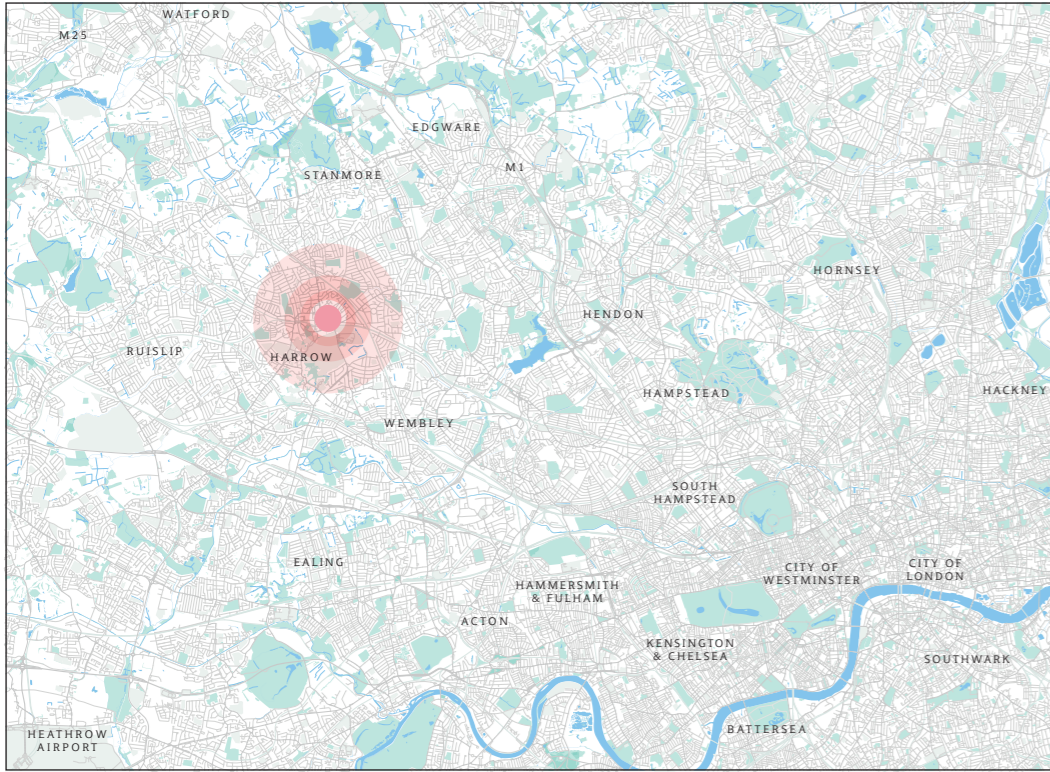 WATFORD
M25
EDGWARE
M1
STANMORE
HORNSEY
HENDON
RUISLIP
HARROW
HACKNEY
HAMPSTEAD
WEMBLEY
SOUTH
HAMPSTEAD
EALING
CITY OF
WESTMINSTER
CITY OF
LONDON
HAMMERSMITH
& FULHAM
ACTON
KENSINGTON
& CHELSEA
SOUTHWARK
BATTERSEA
HEATHROW
AIRPORT